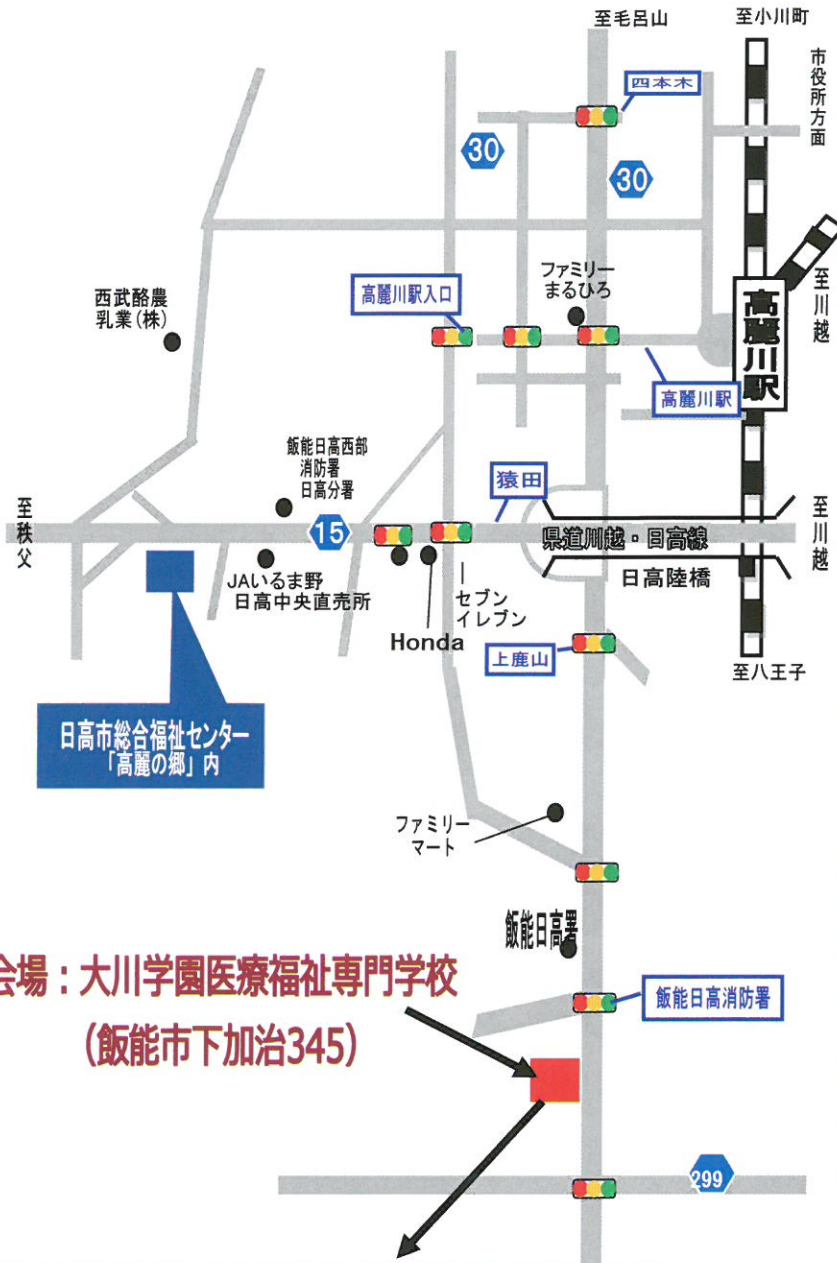 至毛呂山
至小川町
市役所方面
四本木
30
30
ファミリー
まるひろ
至川越
西武酪農
乳業(株)
高麗川駅入口
高麗川駅
高麗川駅
飯能日高西部
消防署
日高分署
猿田
至秩父
15
県道川越・日高線
至川越
JAいるま野
日高中央直売所
セブン
イレブン
日高陸橋
Honda
上鹿山
至八王子
日高市総合福祉センター
「高麗の郷」内
ファミリー
マート
飯能日高署
会場：大川学園医療福祉専門学校
（飯能市下加治345）
飯能日高消防署
299